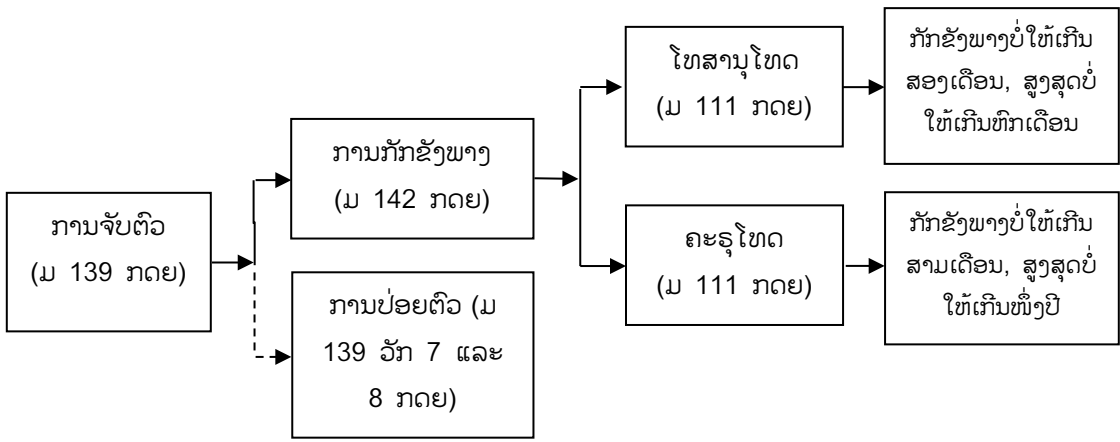 ການຈັບຕົວ
(ມ 139 ກດຍ)
ການກັກຂັງພາງ
(ມ 142 ກດຍ)
ການປ່ອຍຕົວ (ມ
139 ວັກ 7 ແລະ
8 ກດຍ)
ໂທສານຸໂທດ
(ມ 111 ກດຍ)
ກັກຂັງພາງບໍ່ໃຫ້ເກີນ
ສອງເດືອນ, ສູງສຸດບໍ່
ໃຫ້ເກີນຫົກເດືອນ
ຄະຣຸໂທດ
(ມ 111 ກດຍ)
ກັກຂັງພາງບໍ່ໃຫ້ເກີນ
ສາມເດືອນ, ສູງສຸດບໍ່
ໃຫ້ເກີນໜຶ່ງປີ